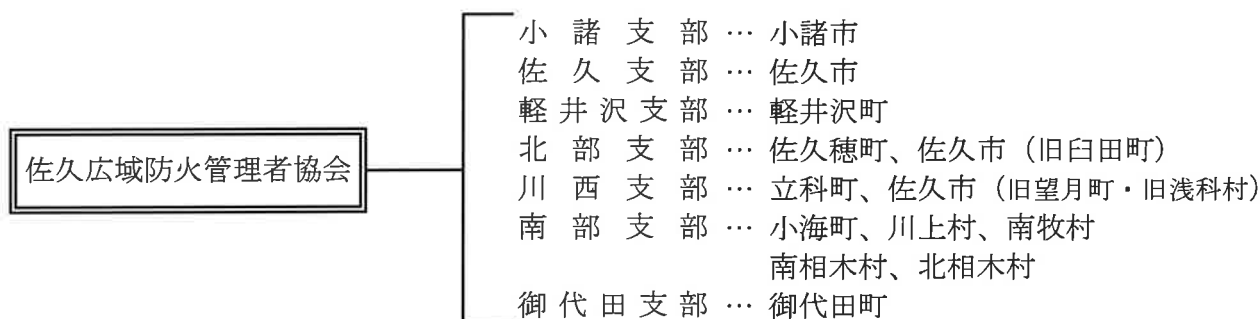 佐久広域防火管理者協会
小諸支部 … 小諸市
佐久支部 … 佐久市
軽井沢支部 … 軽井沢町
北部支部 … 佐久穂町、佐久市（旧臼田町）
川西支部 … 立科町、佐久市（旧望月町・旧浅科村）
南部支部 … 小海町、川上村、南牧村
南相木村、北相木村
御代田支部 … 御代田町